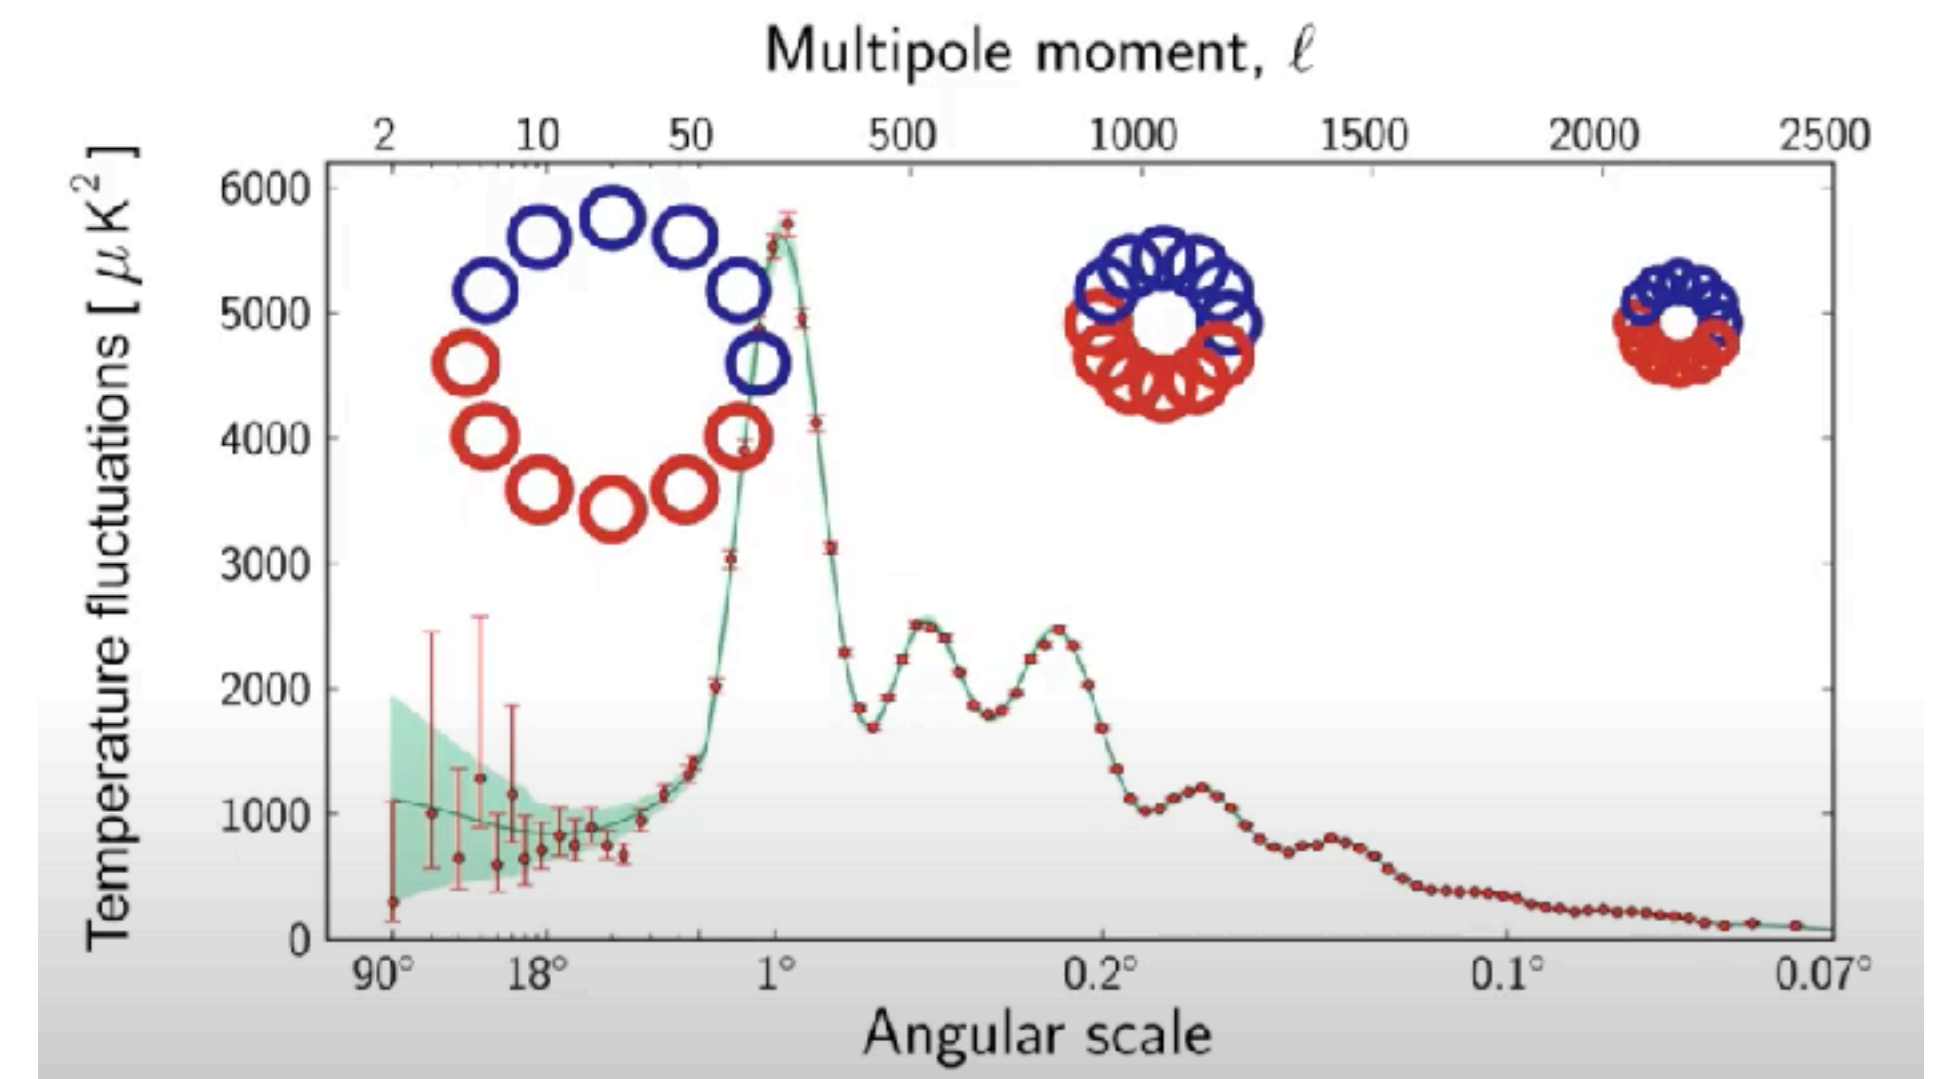 Multipole moment, ℓ
2 10 50 500 1000 1500 2000 2500
Temperature fluctuations [ μ K² ]
6000
5000
4000
3000
2000
1000
0
90° 18° 1° 0.2° 0.1° 0.07°
Angular scale